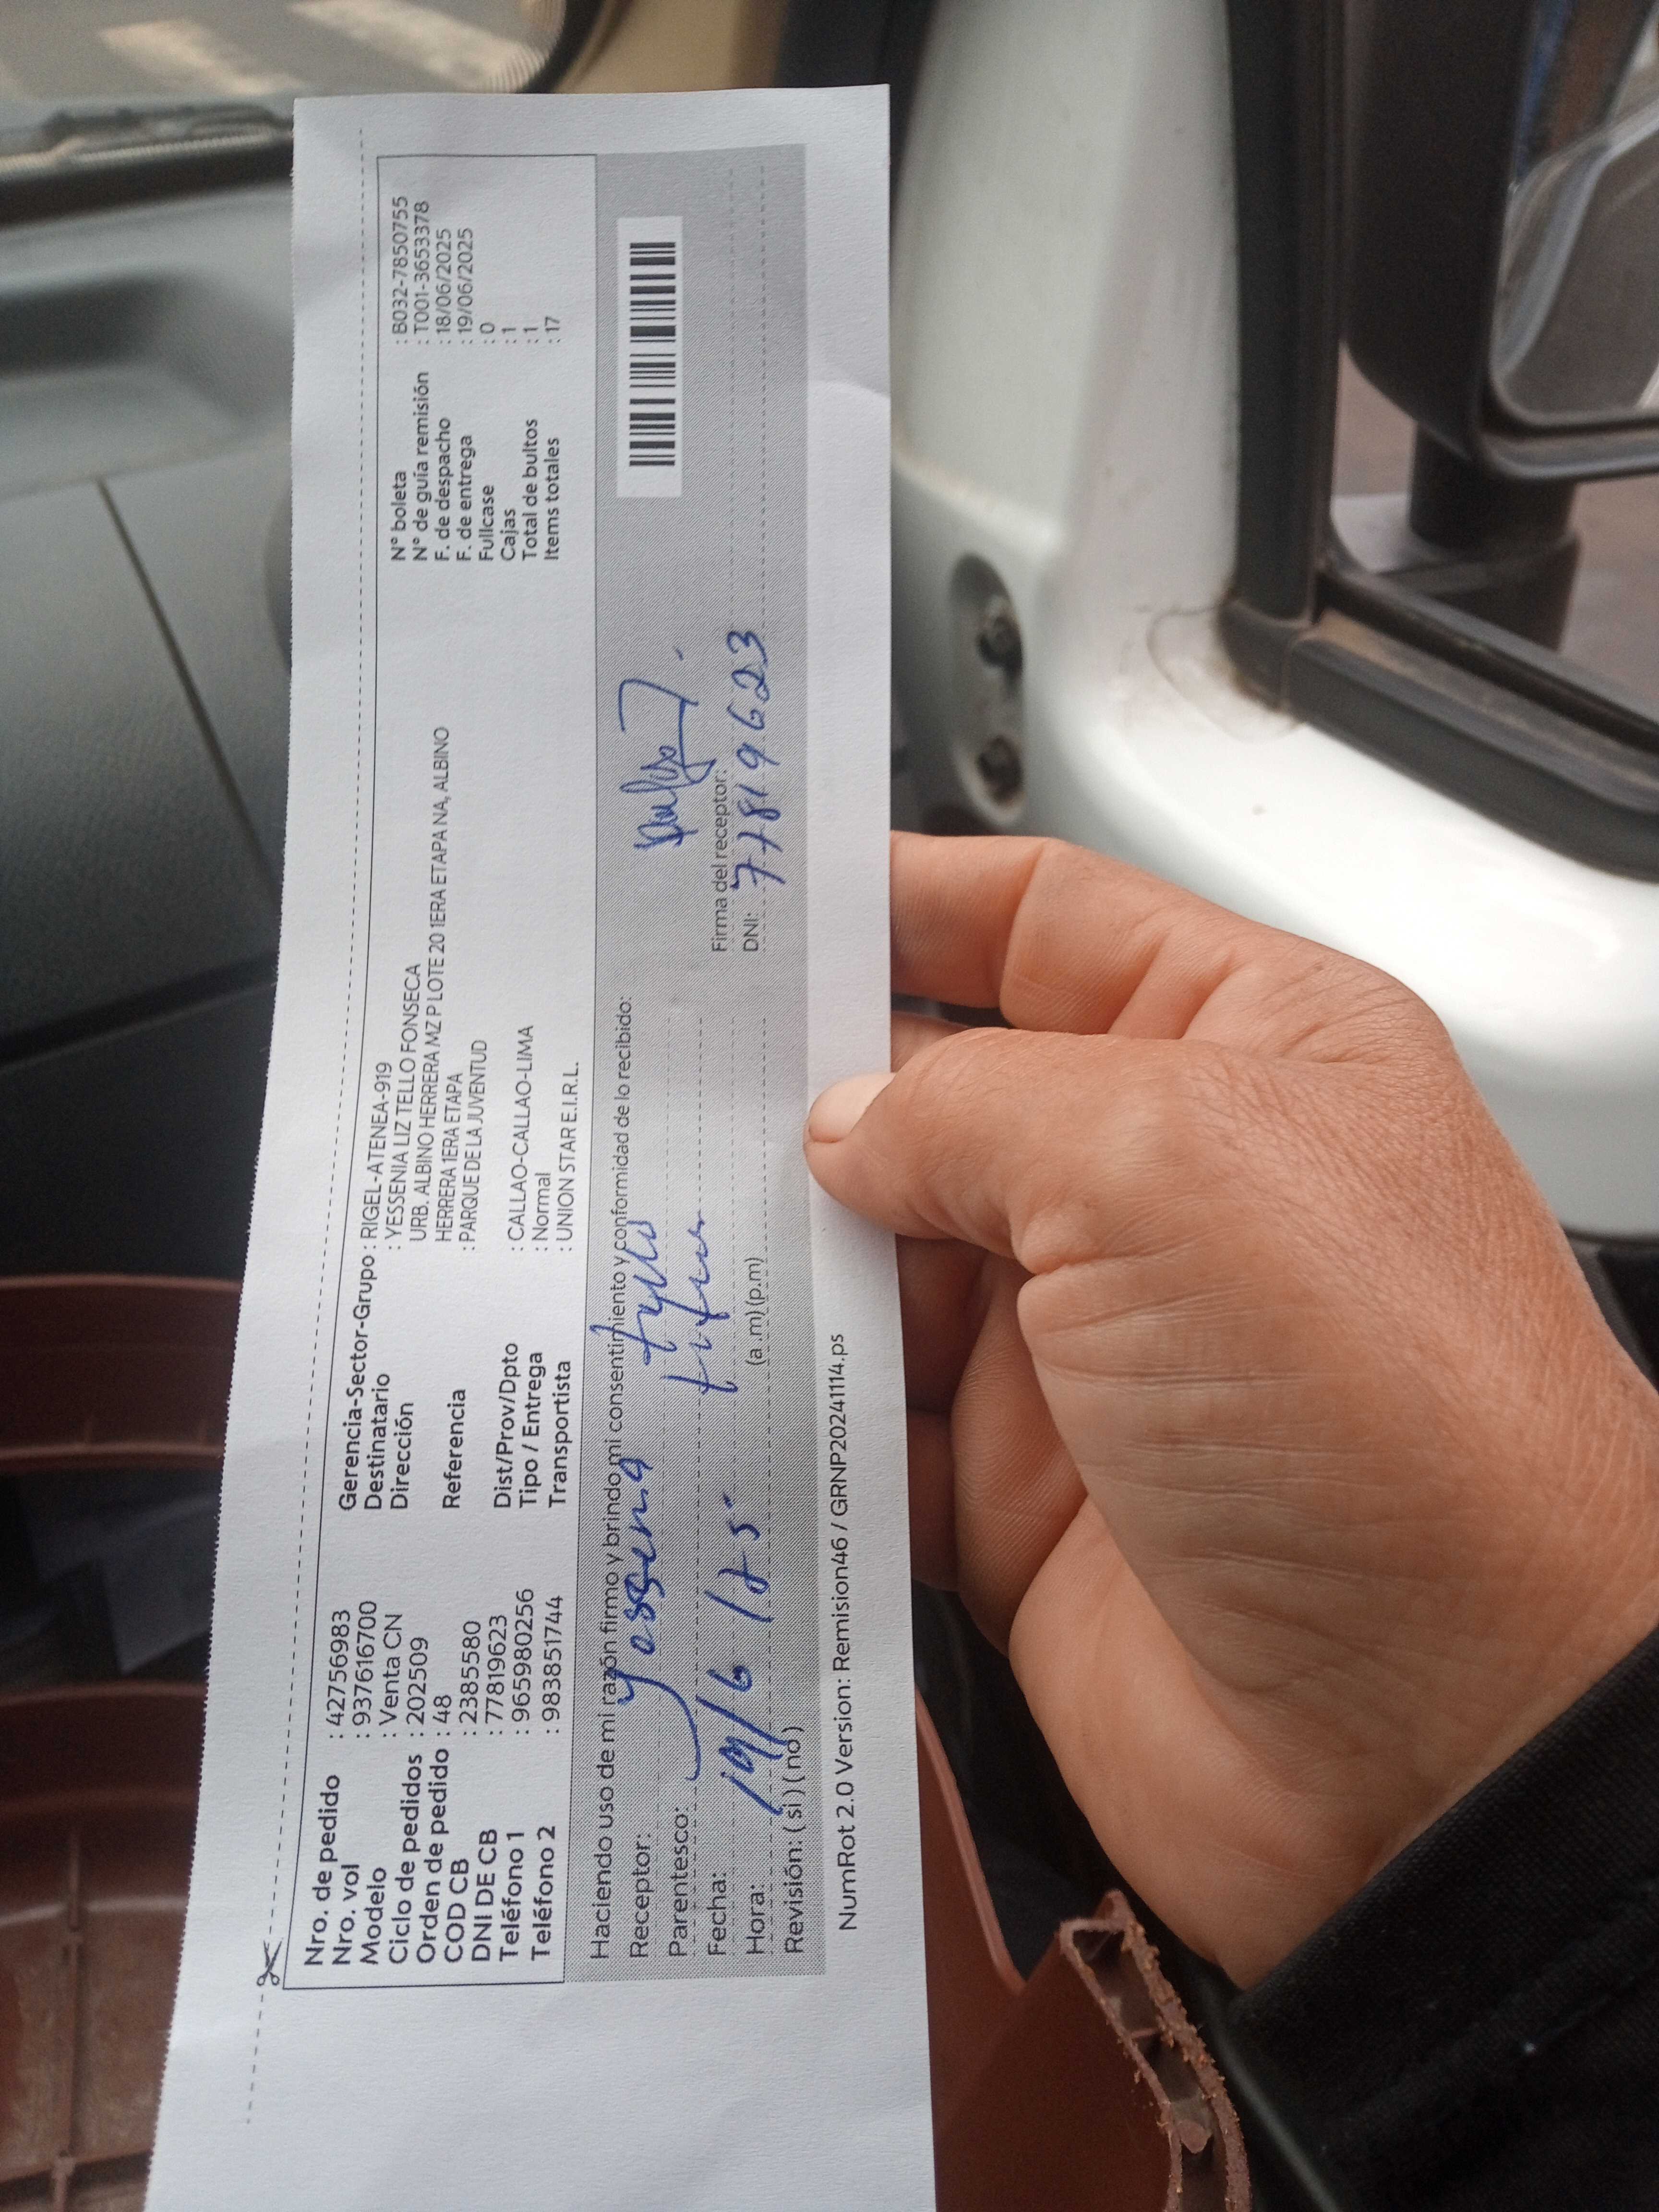 Nro. de pedido : 42756983
Nro. vol : 937616700
Modelo : Venta CN
Ciclo de pedidos : 202509
Orden de pedido : 48
COD CB : 2385580
DNI DE CB : 77819623
Teléfono 1 : 965980256
Teléfono 2 : 983851744
Gerencia-Sector-Grupo : RIGEL-ATENEA-919
Destinatario : YESSENIA LIZ TELLO FONSECA
Dirección URB. ALBINO HERRERA MZ P LOTE 20 1ERA ETAPA NA, ALBINO
HERRERA 1ERA ETAPA
Referencia : PARQUE DE LA JUVENTUD
Dist/Prov/Dpto : CALLAO-CALLAO-LIMA
Tipo / Entrega : Normal
Transportista : UNION STAR E.I.R.L.
N° boleta : B032-7850755
N° de guía remisión : T001-3653378
F. de despacho : 18/06/2025
F. de entrega : 19/06/2025
Fullcase : 0
Cajas : 1
Total de bultos : 1
Items totales : 17
Haciendo uso de mi razón firmo y brindo mi consentimiento y conformidad de lo recibido:
Receptor:
Parentesco:
Fecha: 19/6/25.
Hora: (a .m) (p.m)
Revisión: ( si ) ( no )
Firma del receptor:
DNI: 77819623
NumRot 2.0 Version: Remision46 / GRNP20241114.ps